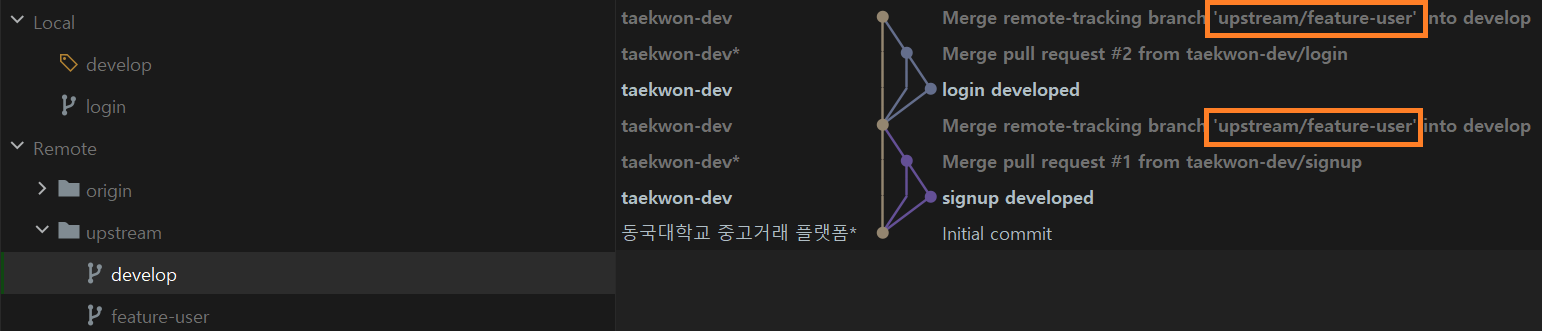 Local
develop
login
Remote
origin
upstream
develop
feature-user
taekwon-dev Merge remote-tracking branch 'upstream/feature-user' into develop
taekwon-dev* Merge pull request #2 from taekwon-dev/login
taekwon-dev login developed
taekwon-dev Merge remote-tracking branch 'upstream/feature-user' into develop
taekwon-dev* Merge pull request #1 from taekwon-dev/signup
taekwon-dev signup developed
동국대학교 중고거래 플랫폼* Initial commit